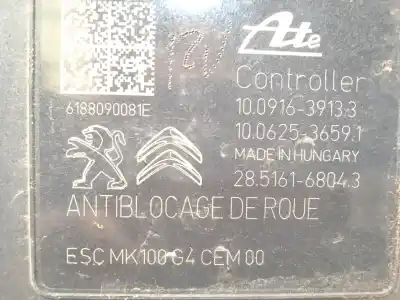 12V
Ate
Controller
6188090081E
10.0916-3913.3
10.0625-3659.1
MADE IN HUNGARY
28.5161-6804.3
ANTIBLOCAGE DE ROUE
ESC MK100 G4 CEM 00